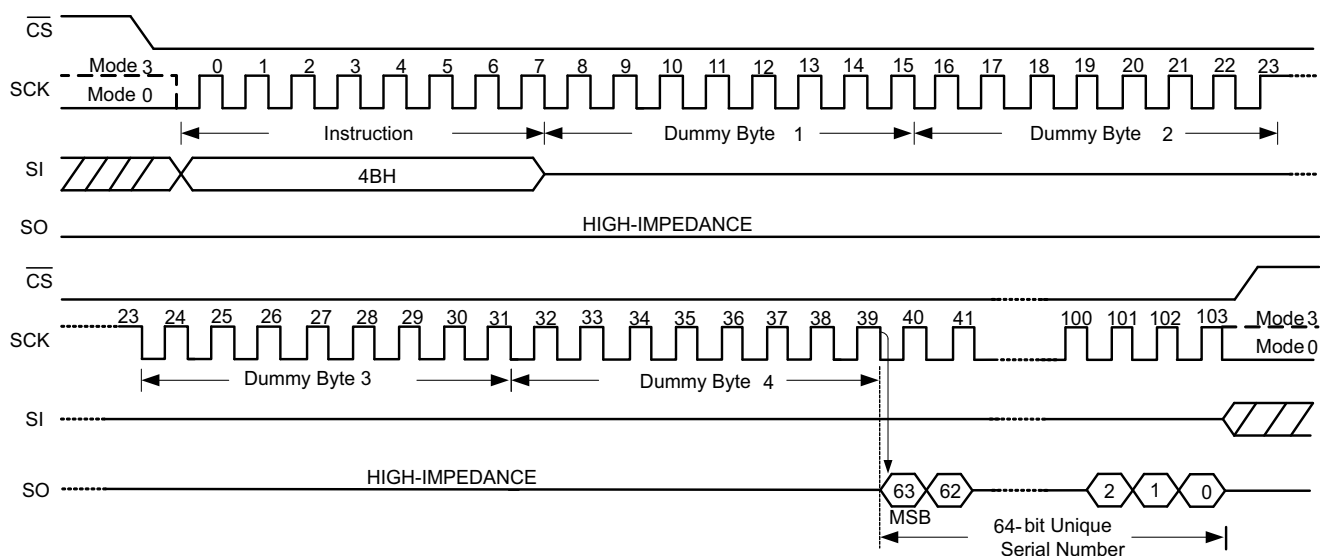 CS
Mode 3
SCK
Mode 0
0 1 2 3 4 5 6 7 8 9 10 11 12 13 14 15 16 17 18 19 20 21 22 23
Instruction
Dummy Byte 1
Dummy Byte 2
SI
4BH
SO
HIGH-IMPEDANCE
CS
23 24 25 26 27 28 29 30 31 32 33 34 35 36 37 38 39 40 41 100 101 102 103
Mode 3
SCK
Mode 0
Dummy Byte 3
Dummy Byte 4
SI
HIGH-IMPEDANCE
SO
63 62 2 1 0
MSB
64-bit Unique
Serial Number